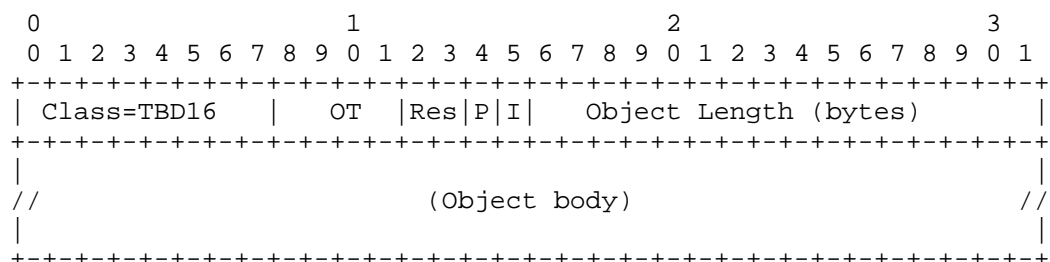 0                   1                   2                   3
 0 1 2 3 4 5 6 7 8 9 0 1 2 3 4 5 6 7 8 9 0 1 2 3 4 5 6 7 8 9 0 1
+-+-+-+-+-+-+-+-+-+-+-+-+-+-+-+-+-+-+-+-+-+-+-+-+-+-+-+-+-+-+-+-+
| Class=TBD16   |   OT  |Res|P|I|   Object Length (bytes)       |
+-+-+-+-+-+-+-+-+-+-+-+-+-+-+-+-+-+-+-+-+-+-+-+-+-+-+-+-+-+-+-+-+
|                                                               |
//                        (Object body)                        //
|                                                               |
+-+-+-+-+-+-+-+-+-+-+-+-+-+-+-+-+-+-+-+-+-+-+-+-+-+-+-+-+-+-+-+-+